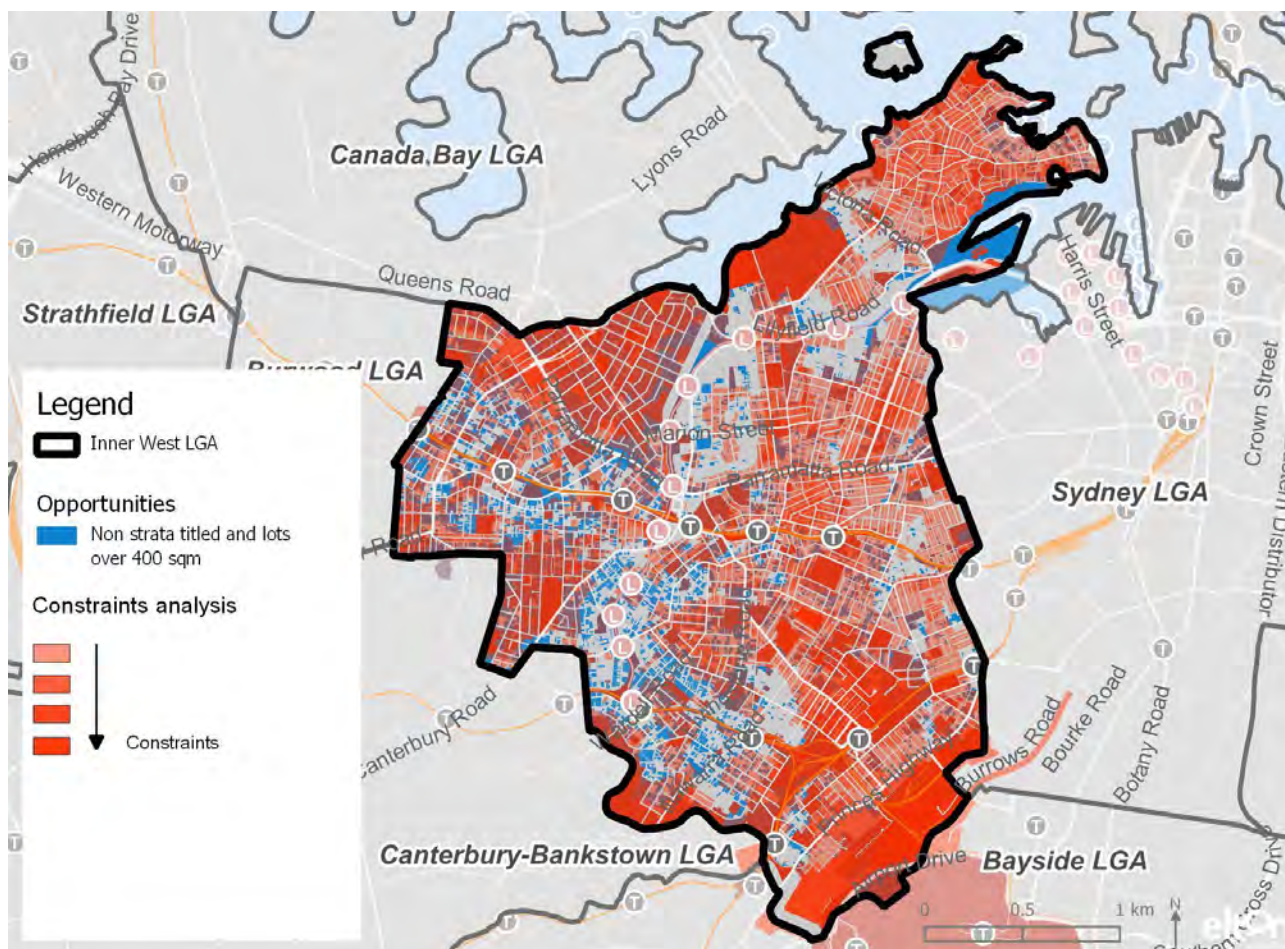 Homebush Bay Drive
Canada Bay LGA
Lyons Road
Western Motorway
Victoria Road
Harris Street
Queens Road
Strathfield LGA
Lilyfield Road
Burwood LGA
Crown Street
Legend
Inner West LGA
Marion Street
Parramatta Road
Opportunities
Non strata titled and lots
over 400 sqm
Sydney LGA
Constraints analysis
Constraints
Canterbury Road
Princes Highway
Burrows Road
Bourke Road
Botany Road
Canterbury-Bankstown LGA
Airport Drive
Bayside LGA
0 0.5 1 km
N